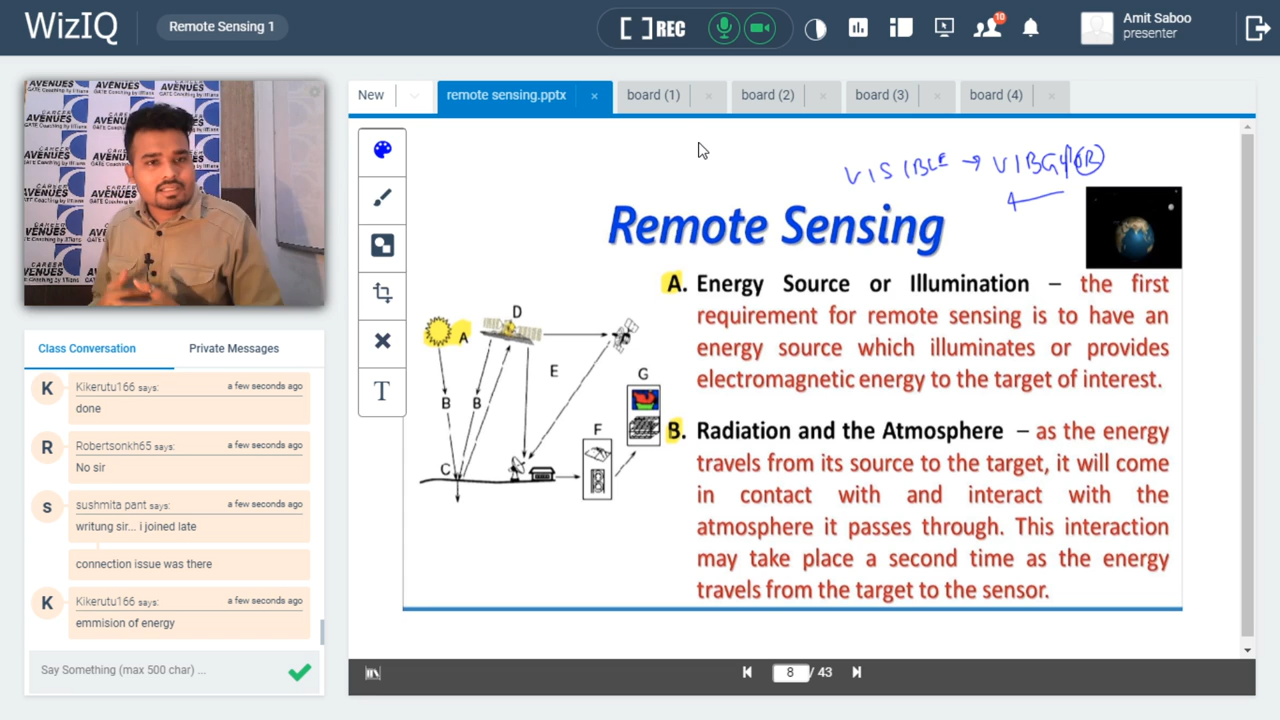 WizIQ
Remote Sensing 1
REC
10
Amit Saboo
presenter
AVENUES
CAREER
AVENUES
GATE Coaching by IITians
New
remote sensing.pptx
board (1)
board (2)
board (3)
board (4)
VISIBLE → VIBGYOR
Remote Sensing
A. Energy Source or Illumination – the first
requirement for remote sensing is to have an
energy source which illuminates or provides
electromagnetic energy to the target of interest.
B. Radiation and the Atmosphere – as the energy
travels from its source to the target, it will come
in contact with and interact with the
atmosphere it passes through. This interaction
may take place a second time as the energy
travels from the target to the sensor.
A
D
B
B
E
C
F
G
T
Class Conversation
Private Messages
K
Kikerutu166 says:
a few seconds ago
done
R
Robertsonkh65 says:
a few seconds ago
No sir
s
sushmita pant says:
a few seconds ago
writung sir... i joined late
connection issue was there
K
Kikerutu166 says:
a few seconds ago
emmision of energy
Say Something (max 500 char) ...
8 / 43